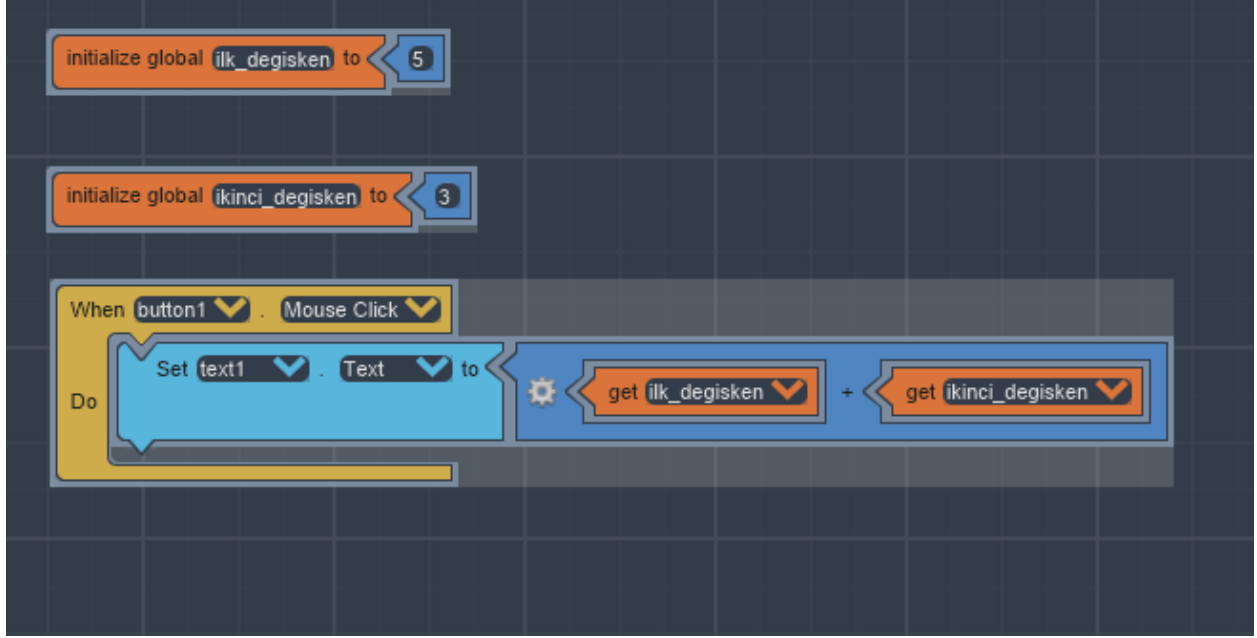 initialize global ilk_degisken to 5
initialize global ikinci_degisken to 3
When button1 . Mouse Click
Set text1 . Text to get ilk_degisken + get ikinci_degisken
Do